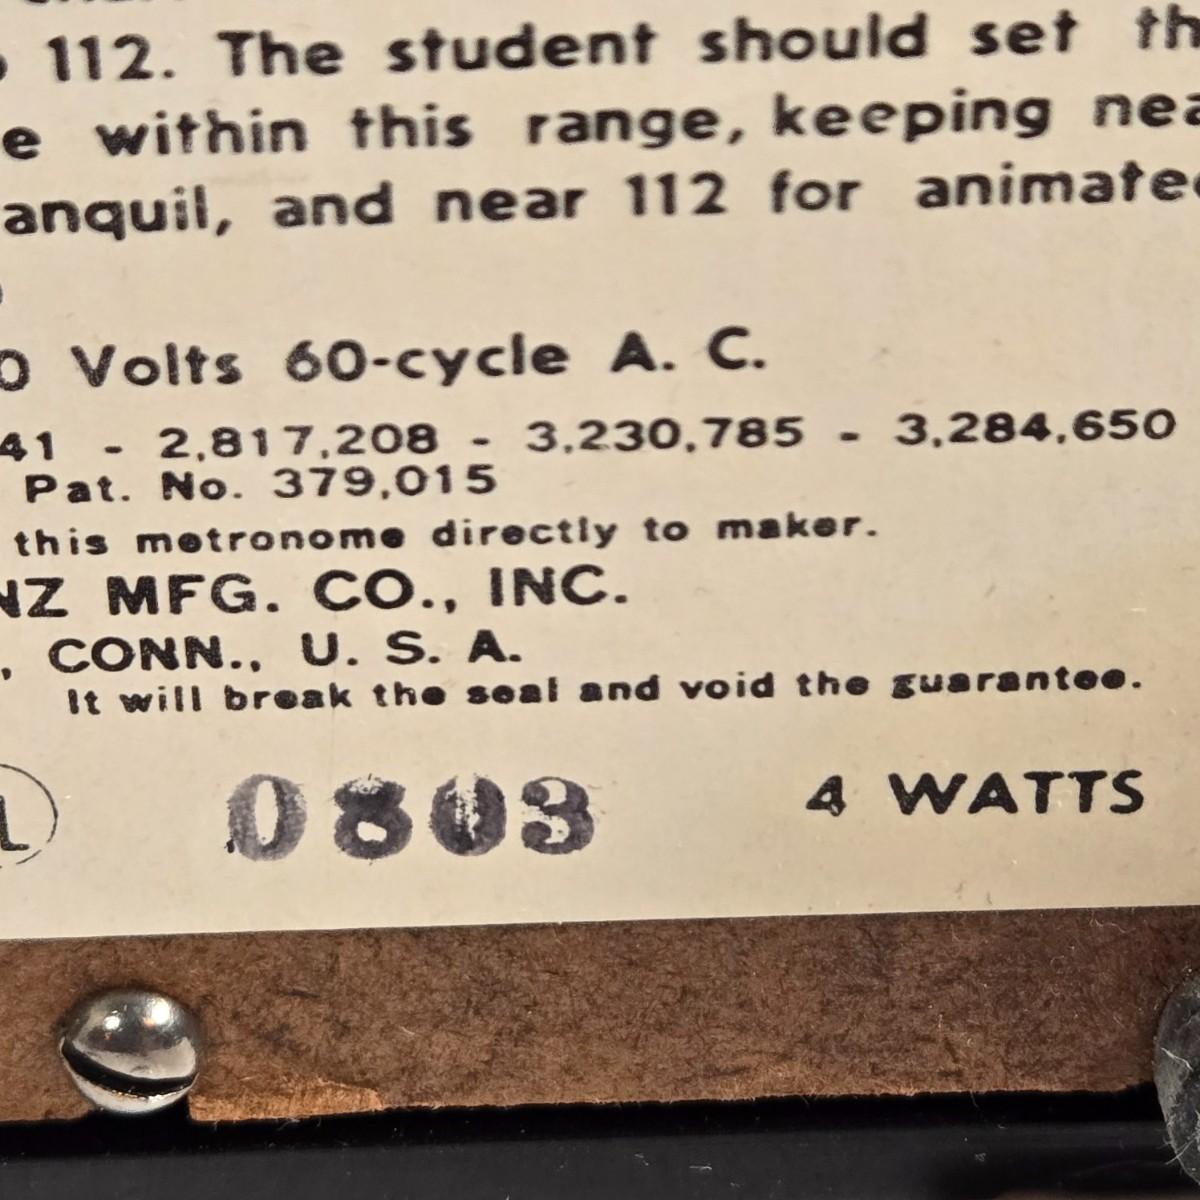 112. The student should set th
e within this range, keeping nea
anquil, and near 112 for animated
0 Volts 60-cycle A. C.
41 - 2,817,208 - 3,230,785 - 3,284,650
Pat. No. 379,015
this metronome directly to maker.
NZ MFG. CO., INC.
, CONN., U. S. A.
It will break the seal and void the guarantee.
0803 4 WATTS